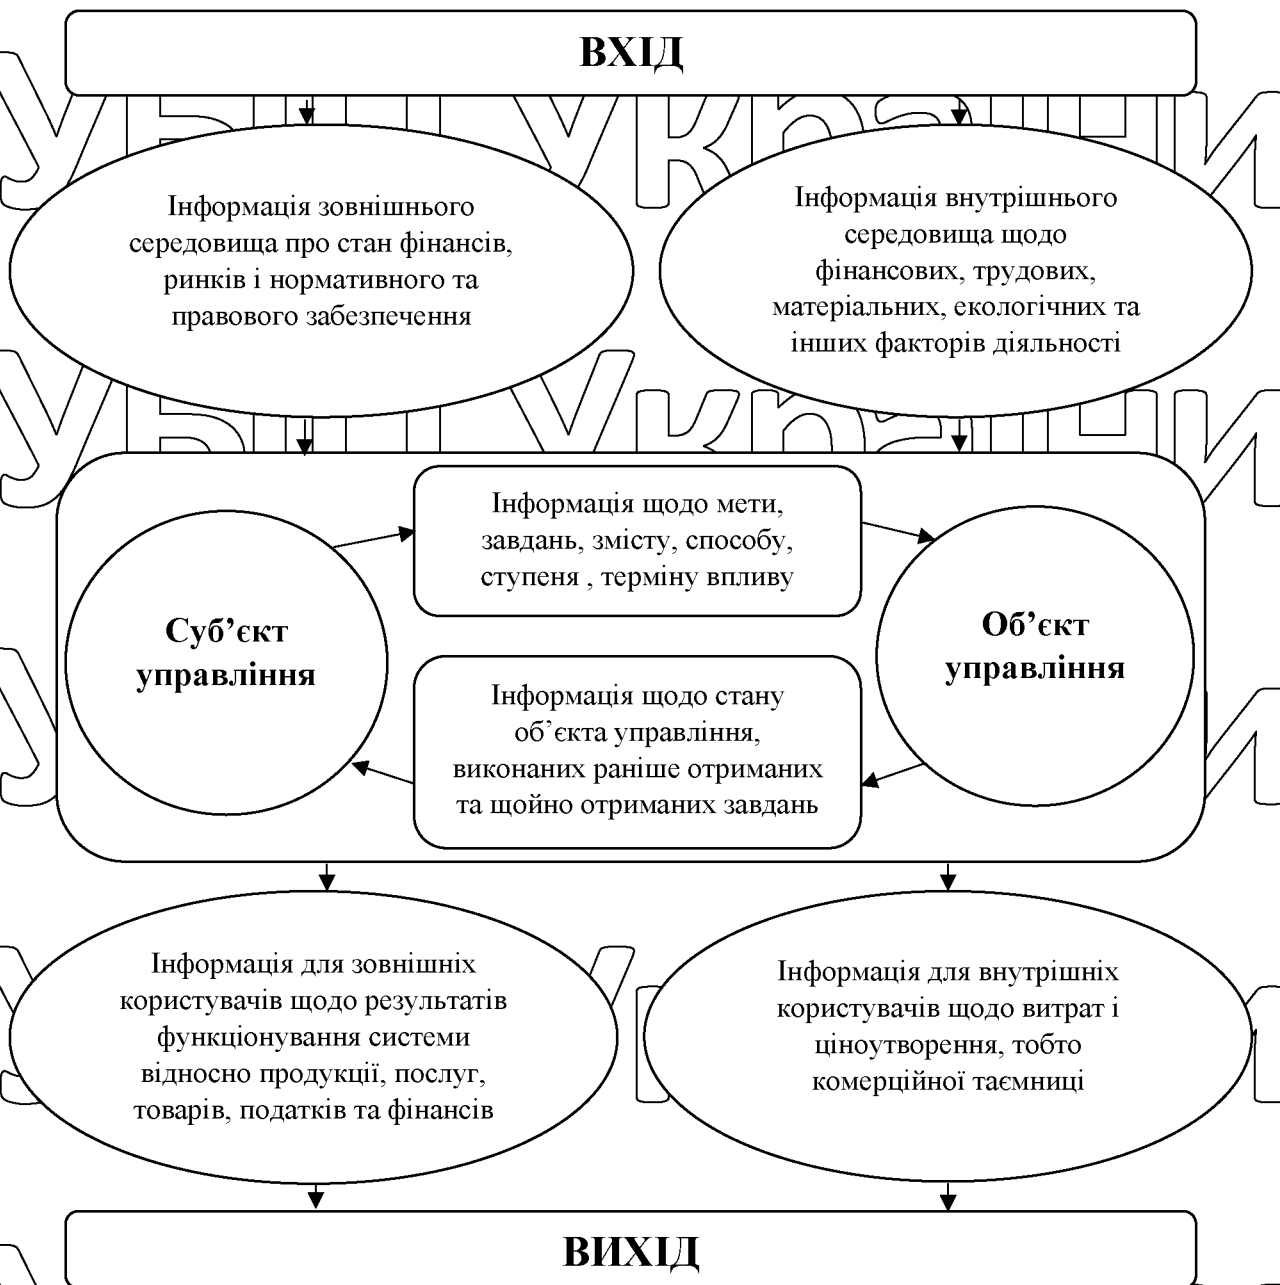 ВХІД
Інформація зовнішнього
середовища про стан фінансів,
ринків і нормативного та
правового забезпечення
Інформація внутрішнього
середовища щодо
фінансових, трудових,
матеріальних, екологічних та
інших факторів діяльності
Інформація щодо мети,
завдань, змісту, способу,
ступеня , терміну впливу
Суб’єкт
управління
Об’єкт
управління
Інформація щодо стану
об’єкта управління,
виконаних раніше отриманих
та щойно отриманих завдань
Інформація для зовнішніх
користувачів щодо результатів
функціонування системи
відносно продукції, послуг,
товарів, податків та фінансів
Інформація для внутрішніх
користувачів щодо витрат і
ціноутворення, тобто
комерційної таємниці
ВИХІД